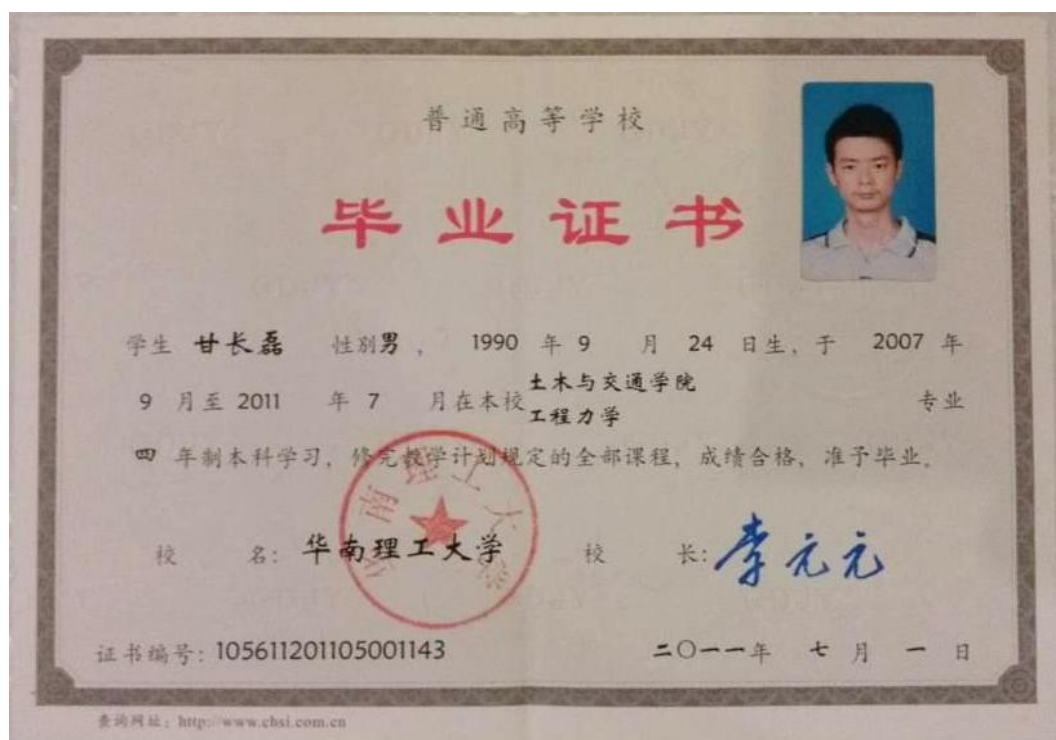 普通高等学校
毕业证书
学生 甘长磊 性别男， 1990 年 9 月 24 日生，于 2007 年
9 月至 2011 年 7 月在本校 土木与交通学院
工程力学 专业
四 年制本科学习，修完教学计划规定的全部课程，成绩合格，准予毕业。
华南理工大学
校 名：华南理工大学 校 长：李元元
证书编号：105611201105001143 二〇一一年 七 月 一 日
查询网址：http://www.chsi.com.cn